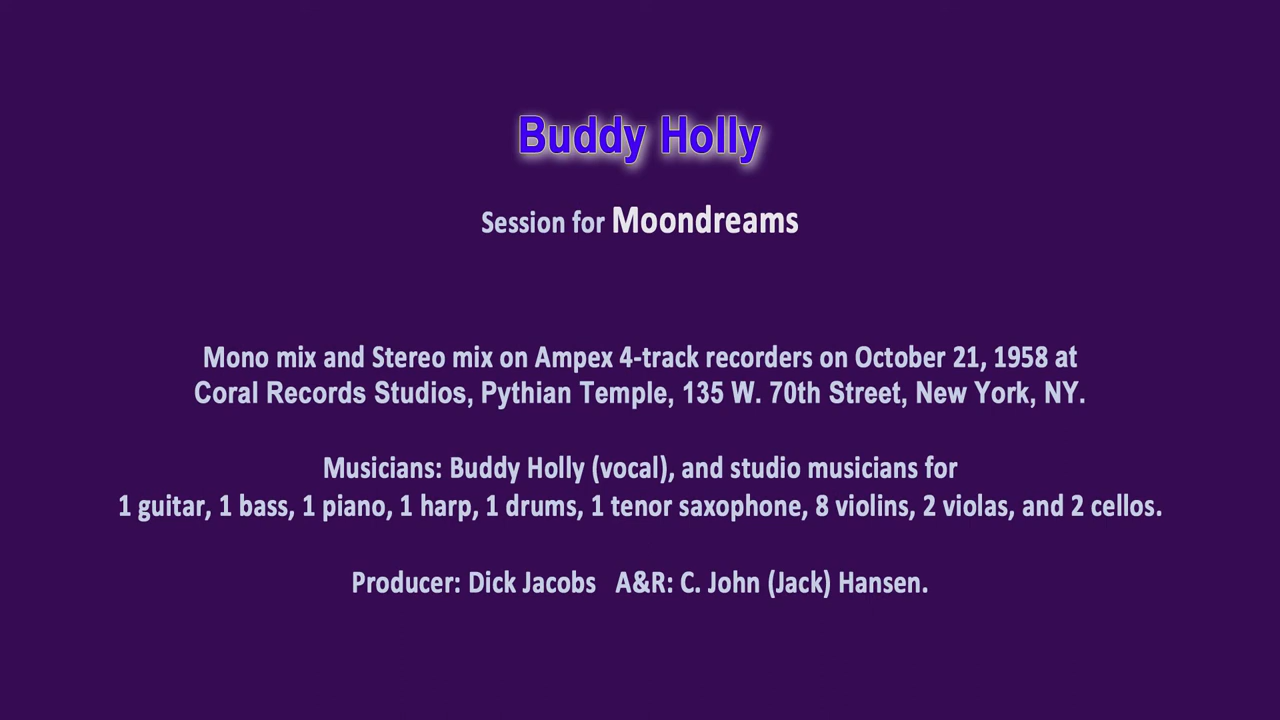 Buddy Holly
Session for Moondreams
Mono mix and Stereo mix on Ampex 4-track recorders on October 21, 1958 at
Coral Records Studios, Pythian Temple, 135 W. 70th Street, New York, NY.
Musicians: Buddy Holly (vocal), and studio musicians for
1 guitar, 1 bass, 1 piano, 1 harp, 1 drums, 1 tenor saxophone, 8 violins, 2 violas, and 2 cellos.
Producer: Dick Jacobs   A&R: C. John (Jack) Hansen.